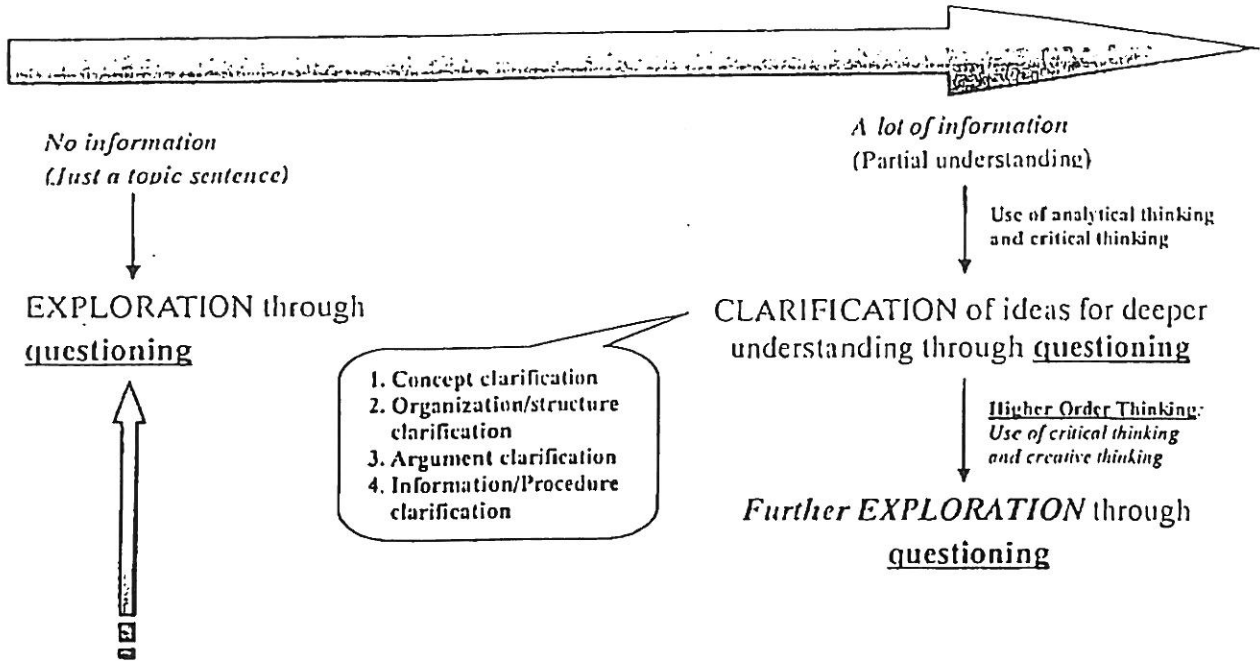 No information
(Just a topic sentence)
EXPLORATION through
questioning
1. Concept clarification
2. Organization/structure
clarification
3. Argument clarification
4. Information/Procedure
clarification
A lot of information
(Partial understanding)
Use of analytical thinking
and critical thinking
CLARIFICATION of ideas for deeper
understanding through questioning
Higher Order Thinking:
Use of critical thinking
and creative thinking
Further EXPLORATION through
questioning